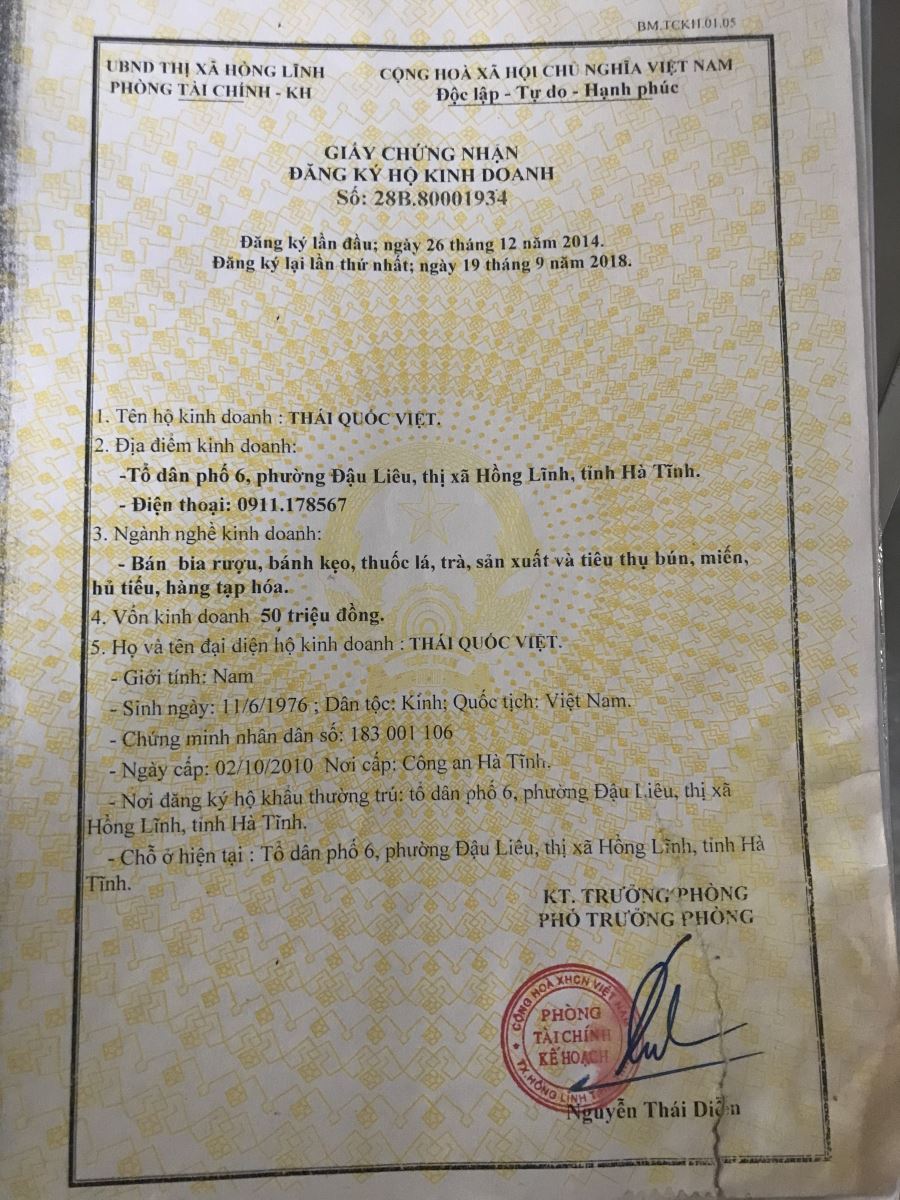 BM.TCKH.01.05
UBND THỊ XÃ HỒNG LĨNH
PHÒNG TÀI CHÍNH - KH
CỘNG HOÀ XÃ HỘI CHỦ NGHĨA VIỆT NAM
Độc lập - Tự do - Hạnh phúc
GIẤY CHỨNG NHẬN
ĐĂNG KÝ HỘ KINH DOANH
Số: 28B.80001934
Đăng ký lần đầu; ngày 26 tháng 12 năm 2014.
Đăng ký lại lần thứ nhất; ngày 19 tháng 9 năm 2018.
1. Tên hộ kinh doanh : THÁI QUỐC VIỆT.
2. Địa điểm kinh doanh:
-Tổ dân phố 6, phường Đậu Liêu, thị xã Hồng Lĩnh, tỉnh Hà Tĩnh.
- Điện thoại: 0911.178567
3. Ngành nghề kinh doanh:
- Bán bia rượu, bánh kẹo, thuốc lá, trà, sản xuất và tiêu thụ bún, miến,
hủ tiếu, hàng tạp hóa.
4. Vốn kinh doanh 50 triệu đồng.
5. Họ và tên đại diện hộ kinh doanh : THÁI QUỐC VIỆT.
- Giới tính: Nam
- Sinh ngày: 11/6/1976 ; Dân tộc: Kinh; Quốc tịch: Việt Nam.
- Chứng minh nhân dân số: 183 001 106
- Ngày cấp: 02/10/2010 Nơi cấp: Công an Hà Tĩnh.
- Nơi đăng ký hộ khẩu thường trú: tổ dân phố 6, phường Đậu Liêu, thị xã
Hồng Lĩnh, tỉnh Hà Tĩnh.
- Chỗ ở hiện tại : Tổ dân phố 6, phường Đậu Liêu, thị xã Hồng Lĩnh, tỉnh Hà
Tĩnh.
KT. TRƯỞNG PHÒNG
PHÓ TRƯỞNG PHÒNG
CỘNG HOÀ XHCN VIỆT NAM
PHÒNG
TÀI CHÍNH
KẾ HOẠCH
TX.HỒNG LĨNH
Nguyễn Thái Diễn